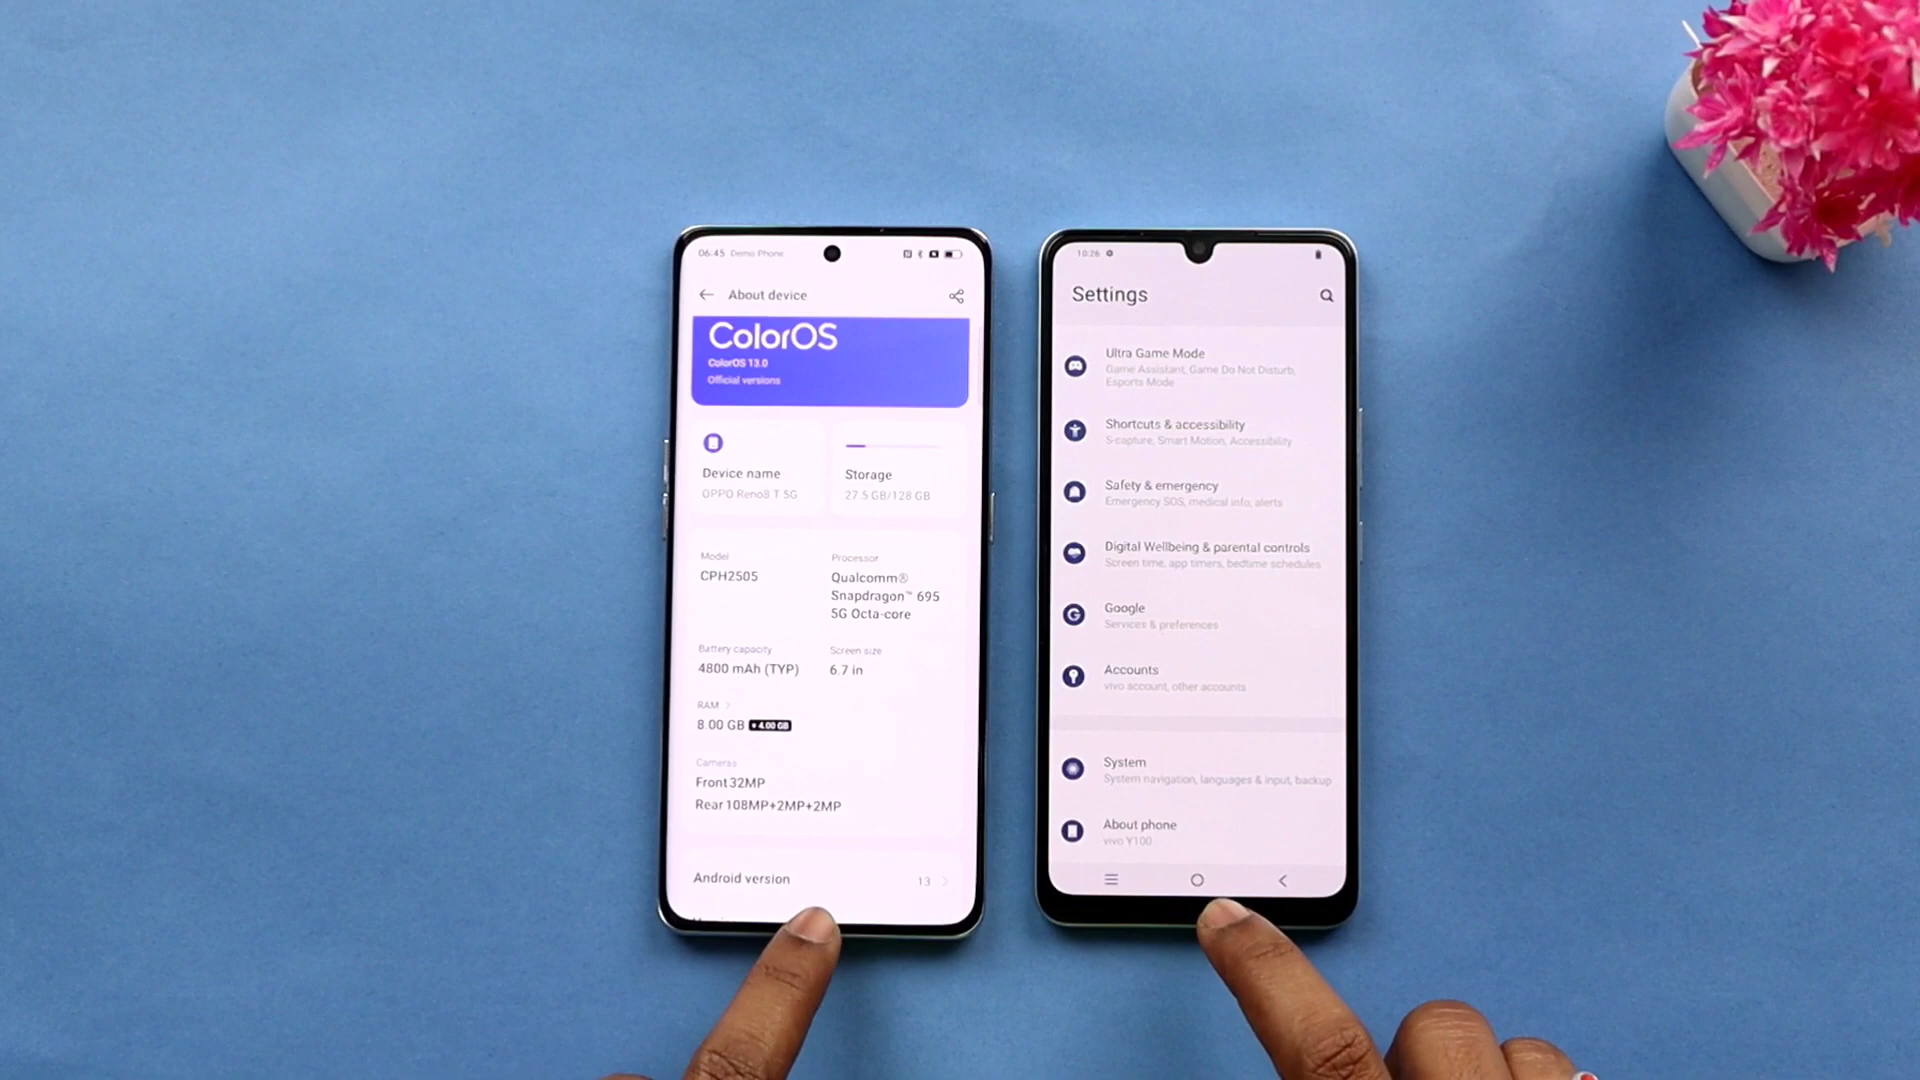 06:45 Demo Phone
About device
ColorOS
ColorOS 13.0
Official versions
Device name
OPPO Reno8 T 5G
Storage
27.5 GB/128 GB
Model
CPH2505
Processor
Qualcomm®
Snapdragon™ 695
5G Octa-core
Battery capacity
4800 mAh (TYP)
Screen size
6.7 in
RAM
8.00 GB + 4.00 GB
Cameras
Front 32MP
Rear 108MP+2MP+2MP
Android version
13
10:26
Settings
Ultra Game Mode
Game Assistant, Game Do Not Disturb,
Esports Mode
Shortcuts & accessibility
S-capture, Smart Motion, Accessibility
Safety & emergency
Emergency SOS, medical info, alerts
Digital Wellbeing & parental controls
Screen time, app timers, bedtime schedules
Google
Services & preferences
Accounts
vivo account, other accounts
System
System navigation, languages & input, backup
About phone
vivo Y100